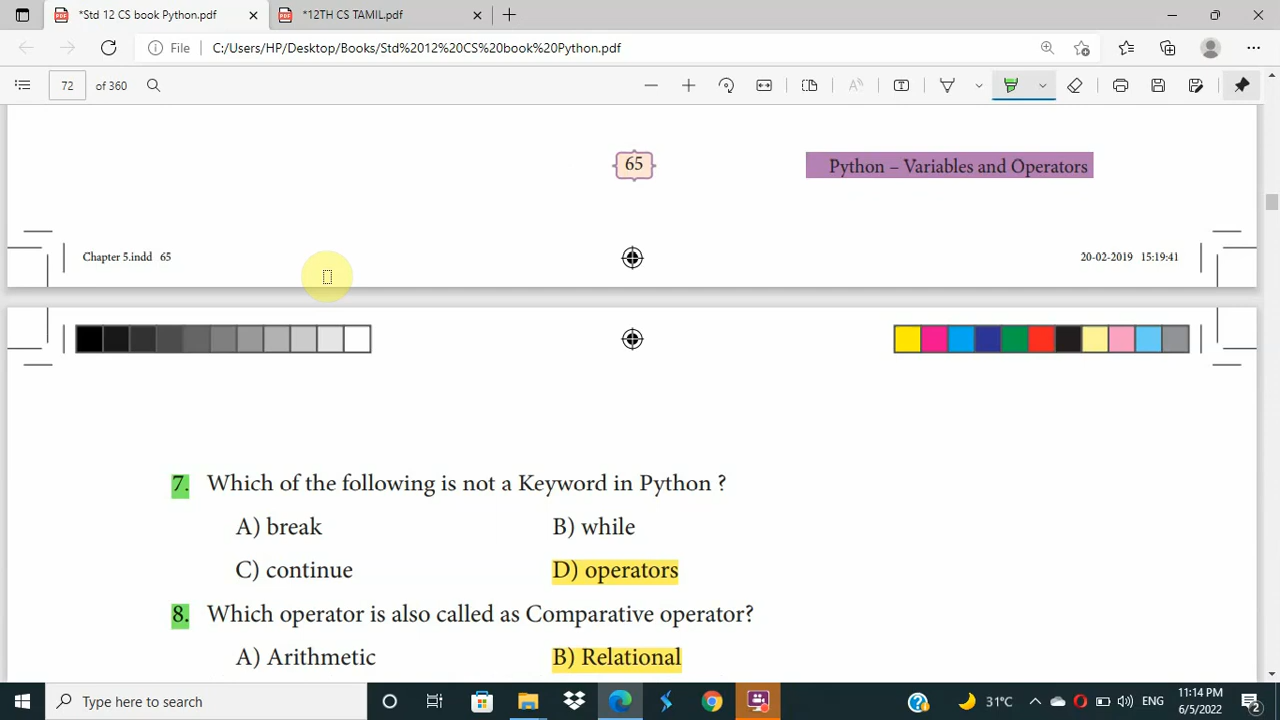 *Std 12 CS book Python.pdf
*12TH CS TAMIL.pdf
File C:/Users/HP/Desktop/Books/Std%2012%20CS%20book%20Python.pdf
72 of 360
65
Python – Variables and Operators
Chapter 5.indd 65
20-02-2019 15:19:41
7. Which of the following is not a Keyword in Python ?
A) break B) while
C) continue D) operators
8. Which operator is also called as Comparative operator?
A) Arithmetic B) Relational
Type here to search
31°C
ENG
11:14 PM
6/5/2022
2